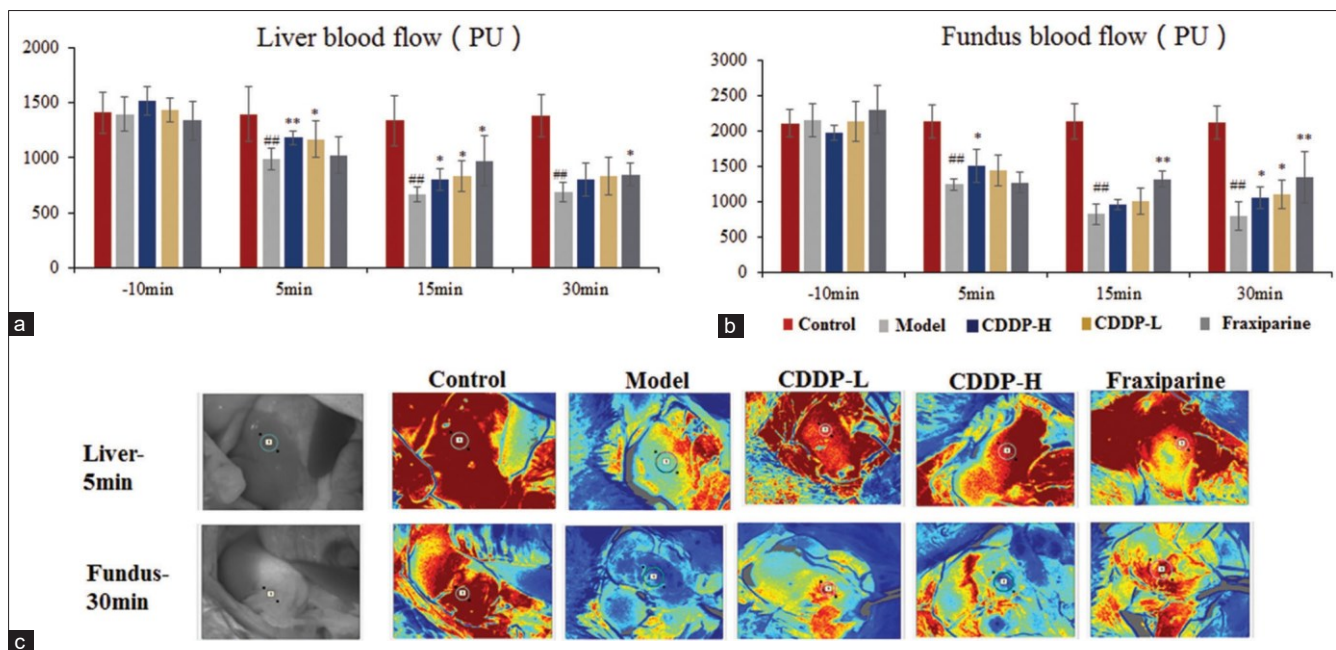 Liver blood flow ( PU )
2000
1500
1000
500
0
## ** *
## * * *
## *
-10min 5min 15min 30min
a
Fundus blood flow ( PU )
3000
2500
2000
1500
1000
500
0
## *
## **
## * * **
-10min 5min 15min 30min
b
Control Model CDDP-H CDDP-L Fraxiparine
Control Model CDDP-L CDDP-H Fraxiparine
Liver-
5min
Fundus-
30min
c